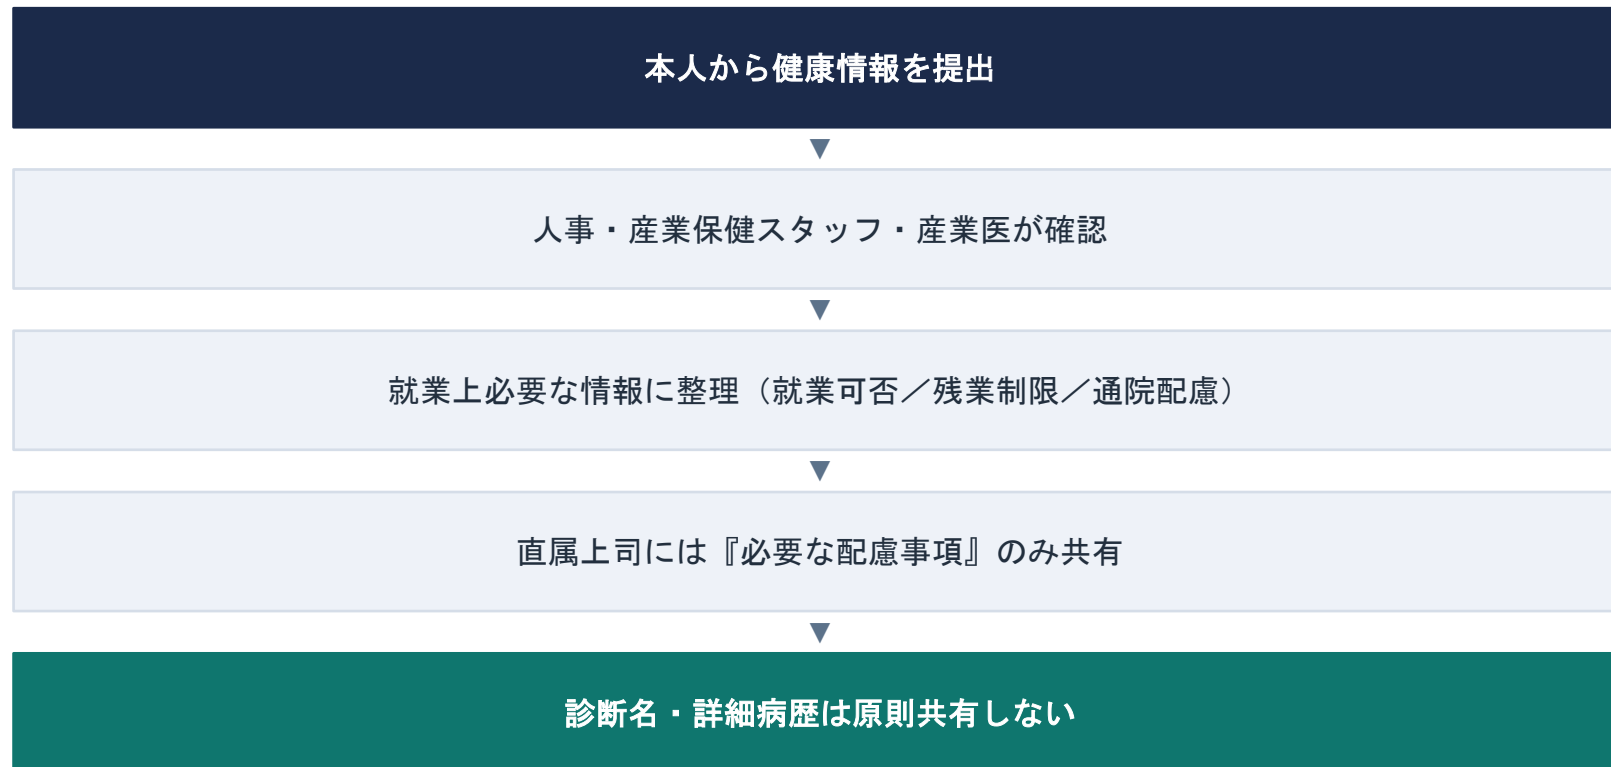 本人から健康情報を提出
▼
人事・産業保健スタッフ・産業医が確認
▼
就業上必要な情報に整理（就業可否／残業制限／通院配慮）
▼
直属上司には『必要な配慮事項』のみ共有
▼
診断名・詳細病歴は原則共有しない